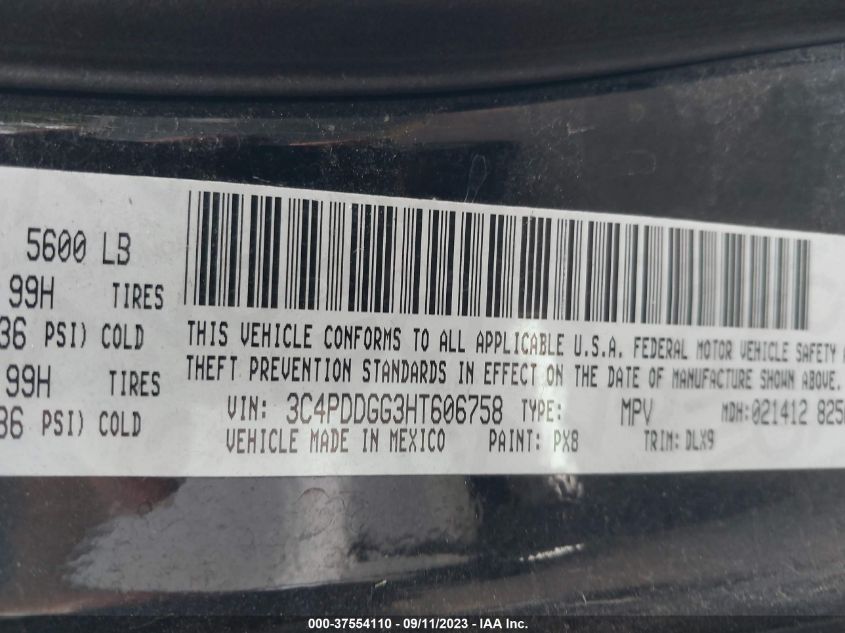 5600 LB
99H TIRES
36 PSI) COLD
99H TIRES
36 PSI) COLD
THIS VEHICLE CONFORMS TO ALL APPLICABLE U.S.A. FEDERAL MOTOR VEHICLE SAFETY
THEFT PREVENTION STANDARDS IN EFFECT ON THE DATE OF MANUFACTURE SHOWN ABOVE.
VIN: 3C4PDDGG3HT606758 TYPE: MPV MDH:021412 825
VEHICLE MADE IN MEXICO PAINT: PX8 TRIM: DLX9
000-37554110 - 09/11/2023 - IAA Inc.